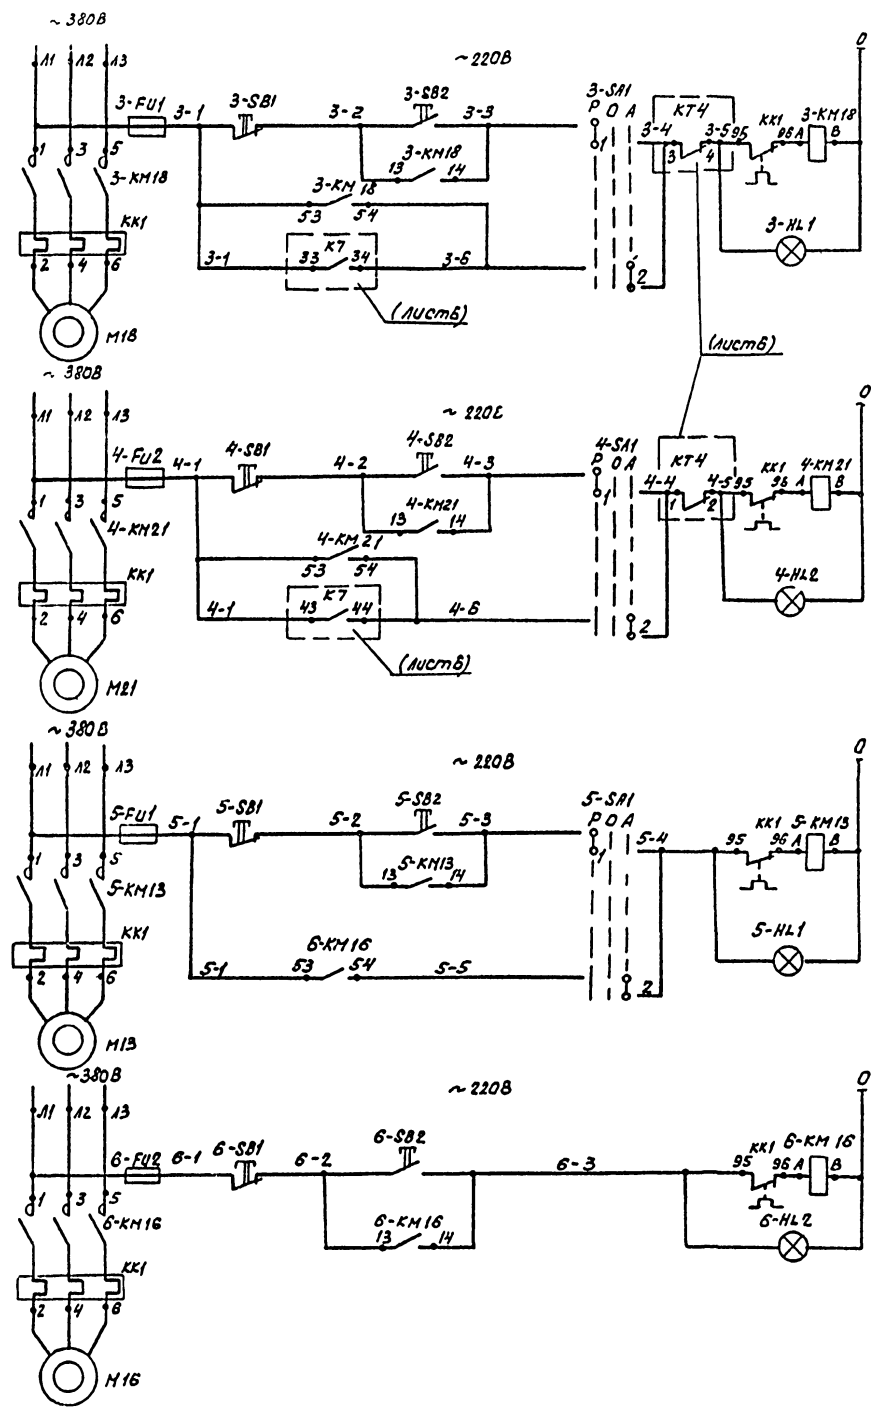 ~ 380В
~ 220В
Л1 Л2 Л3 0
3-FU1 3-1 3-SB1 3-2 3-SB2 3-3 3-SA1 Р О А 3-4 КТ4 3-5 95 КК1 96 А 3-КМ18 В
1 3 5 1 3 4
3-КМ18 13 3-КМ18 14
3-КМ 18
53 54
КК1 3-1 К7 33 34 3-6 3-HL1
2 4 6 2
(Лист6)
М18
(Лист6)
~ 380В
Л1 Л2 Л3 ~ 220В 0
4-FU2 4-1 4-SB1 4-2 4-SB2 4-3 4-SA1 Р О А 4-4 КТ4 4-5 95 КК1 96 А 4-КМ21 В
1 3 5 1 1 2
4-КМ21 13 4-КМ21 14
4-КМ 21
53 54
КК1 4-1 К7 43 44 4-6 4-HL2
2 4 6 2
(Лист6)
М21
~ 380В
~ 220В 0
Л1 Л2 Л3
5-FU1 5-1 5-SB1 5-2 5-SB2 5-3 5-SA1 Р О А 5-4 95 КК1 96 А 5-КМ13 В
1 3 5 1
5-КМ13 13 5-КМ13 14
КК1 6-КМ16 5-HL1
2 4 6 5-1 53 54 5-5 2
М13
~380В
~ 220В 0
Л1 Л2 Л3
6-FU2 6-1 6-SB1 6-2 6-SB2 6-3 95 КК1 96 А 6-КМ 16 В
1 3 5
6-КМ16 13 6-КМ16 14 6-HL2
КК1
2 4 6
М16